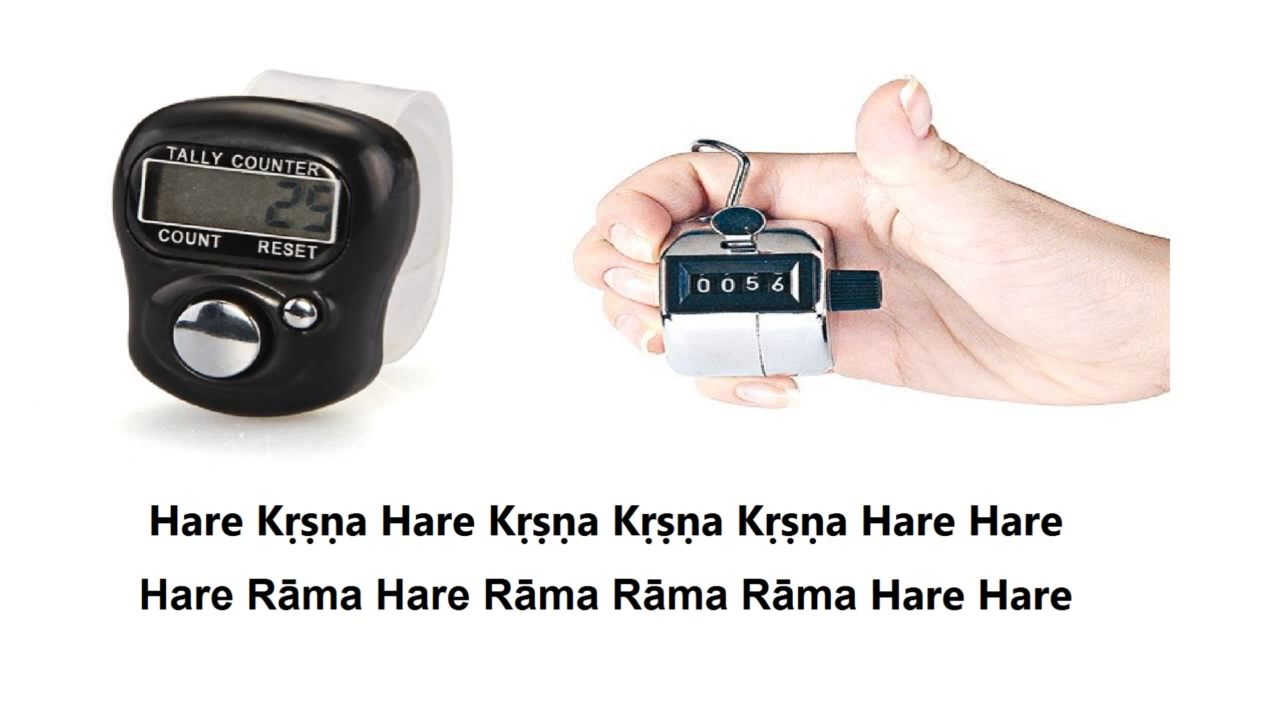 TALLY COUNTER
25
COUNT RESET
0056
Hare Kṛṣṇa Hare Kṛṣṇa Kṛṣṇa Kṛṣṇa Hare Hare
Hare Rāma Hare Rāma Rāma Rāma Hare Hare